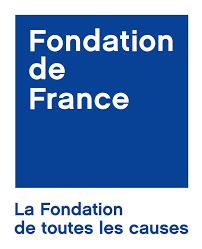 Fondation
de
France
La Fondation
de toutes les causes